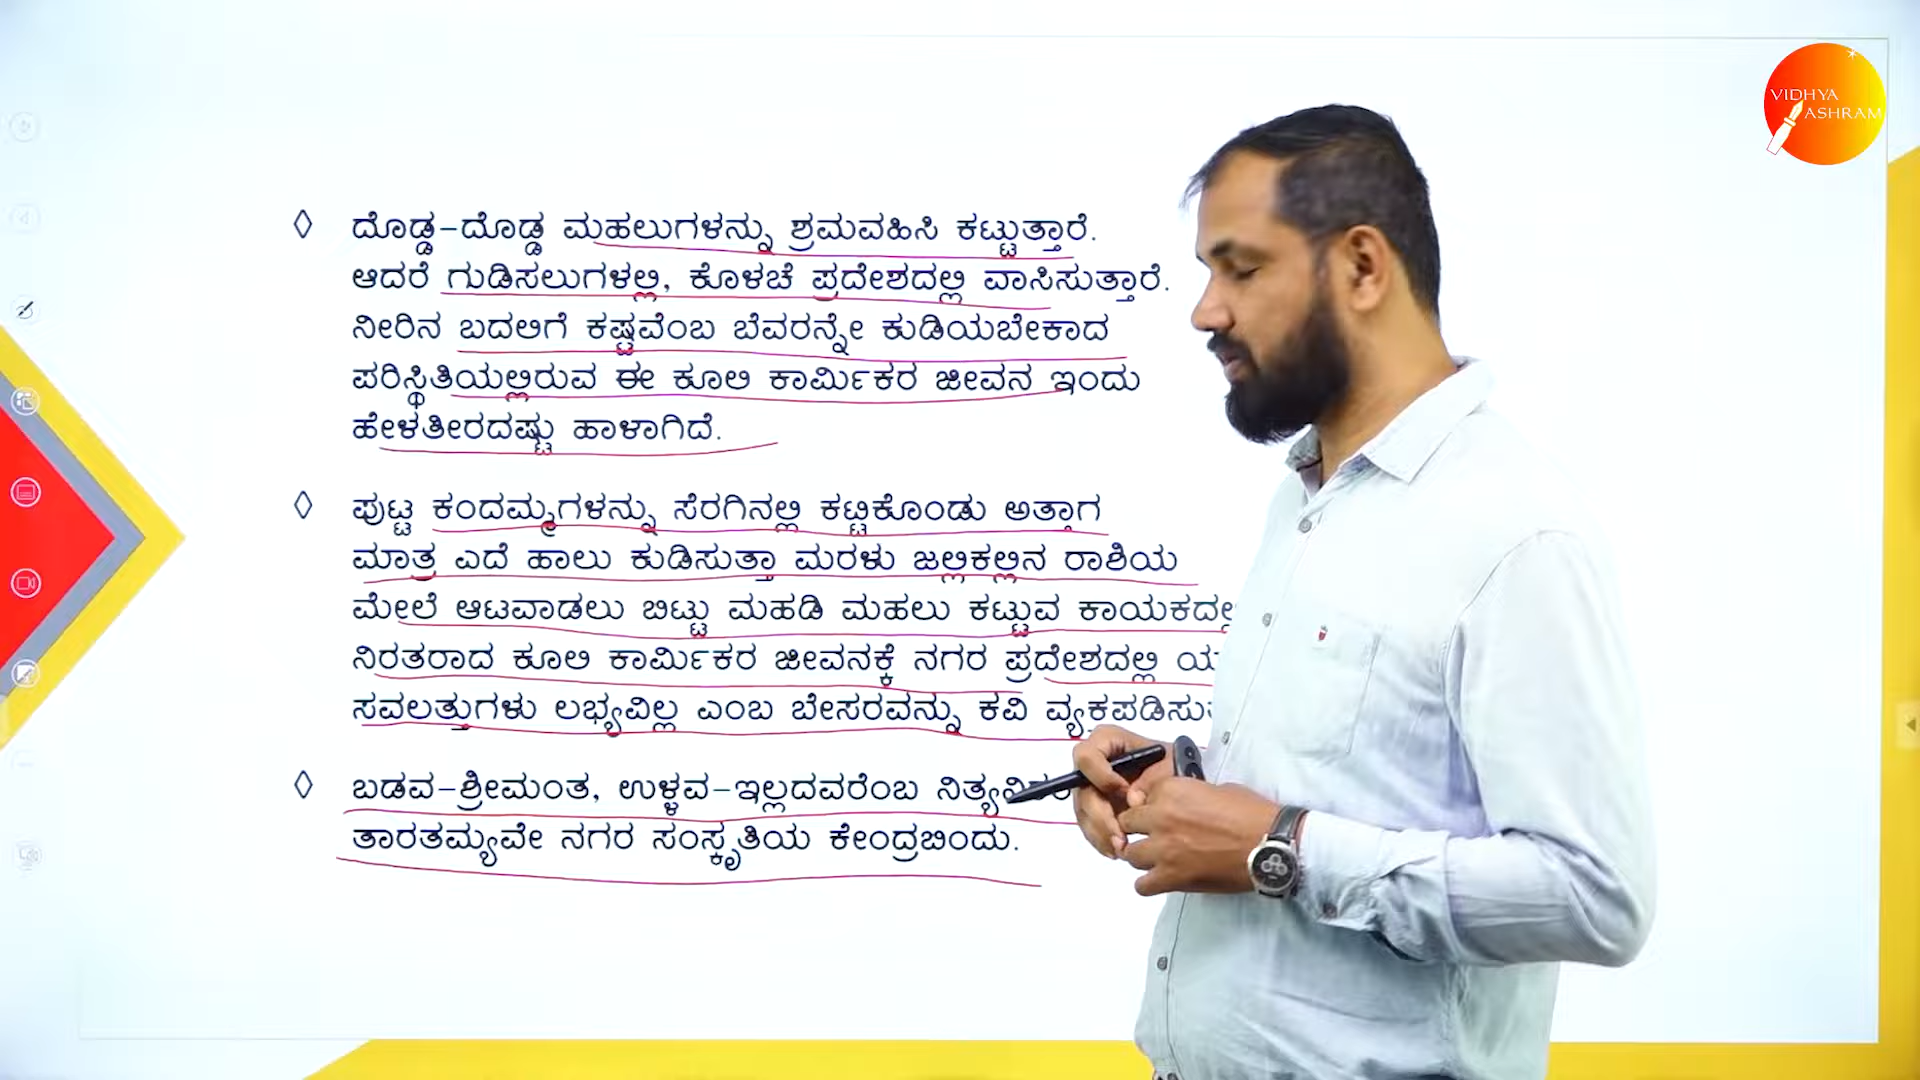 VIDHYA
ASHRAM
◊ ದೊಡ್ಡ-ದೊಡ್ಡ ಮಹಲುಗಳನ್ನು ಶ್ರಮವಹಿಸಿ ಕಟ್ಟುತ್ತಾರೆ.
ಆದರೆ ಗುಡಿಸಲುಗಳಲ್ಲಿ, ಕೊಳಚೆ ಪ್ರದೇಶದಲ್ಲಿ ವಾಸಿಸುತ್ತಾರೆ.
ನೀರಿನ ಬದಲಿಗೆ ಕಷ್ಟವೆಂಬ ಬೆವರನ್ನೇ ಕುಡಿಯಬೇಕಾದ
ಪರಿಸ್ಥಿತಿಯಲ್ಲಿರುವ ಈ ಕೂಲಿ ಕಾರ್ಮಿಕರ ಜೀವನ ಇಂದು
ಹೇಳತೀರದಷ್ಟು ಹಾಳಾಗಿದೆ.
◊ ಪುಟ್ಟ ಕಂದಮ್ಮಗಳನ್ನು ಸೆರಗಿನಲ್ಲಿ ಕಟ್ಟಿಕೊಂಡು ಅತ್ತಾಗ
ಮಾತ್ರ ಎದೆ ಹಾಲು ಕುಡಿಸುತ್ತಾ ಮರಳು ಜಲ್ಲಿಕಲ್ಲಿನ ರಾಶಿಯ
ಮೇಲೆ ಆಟವಾಡಲು ಬಿಟ್ಟು ಮಹಡಿ ಮಹಲು ಕಟ್ಟುವ
ನಿರತರಾದ ಕೂಲಿ ಕಾರ್ಮಿಕರ ಜೀವನಕ್ಕೆ ನಗರ ಪ್ರದೇಶದಲ್ಲಿ
ಸವಲತ್ತುಗಳು ಲಭ್ಯವಿಲ್ಲ ಎಂಬ ಬೇಸರವನ್ನು ಕವಿ
◊ ಬಡವ-ಶ್ರೀಮಂತ, ಉಳ್ಳವ-ಇಲ್ಲದವರೆಂಬ
ತಾರತಮ್ಯವೇ ನಗರ ಸಂಸ್ಕೃತಿಯ ಕೇಂದ್ರಬಿಂದು.